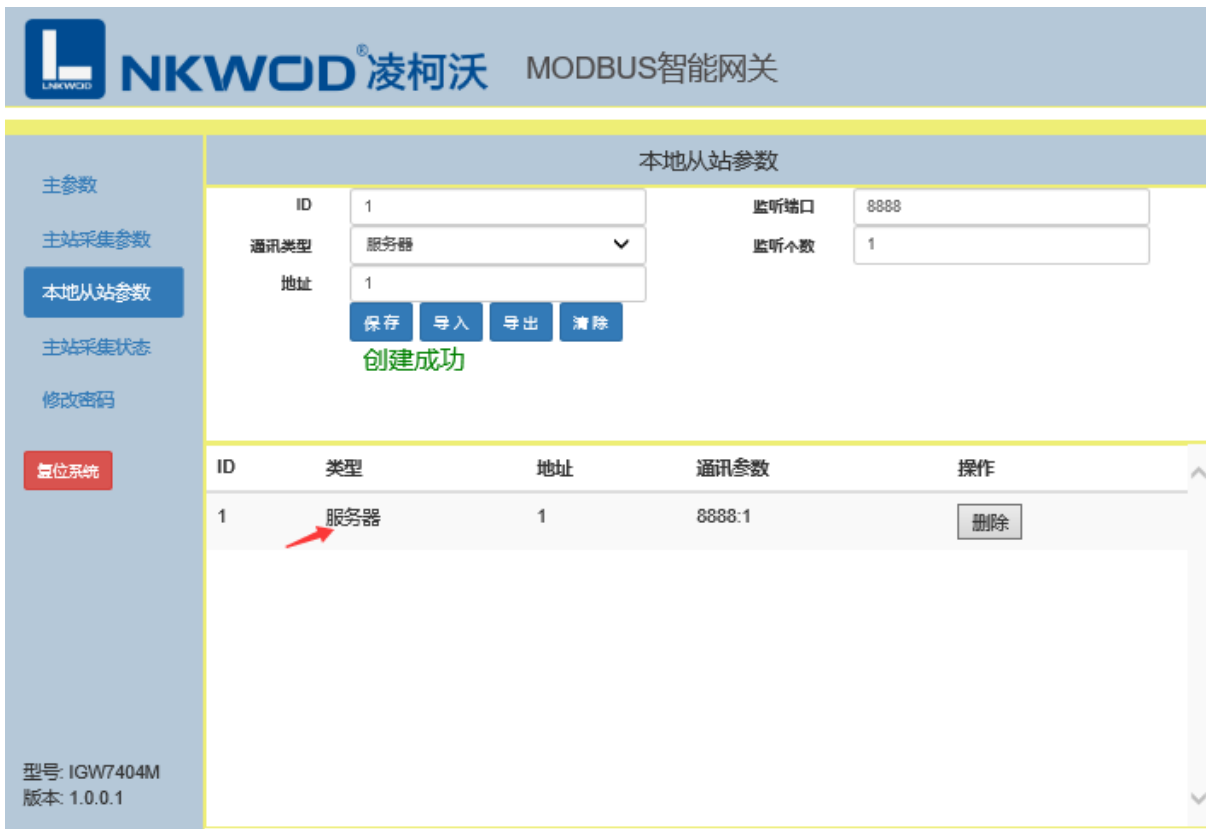 LNKWOD
NKWOD®凌柯沃 MODBUS智能网关
主参数
主站采集参数
本地从站参数
主站采集状态
修改密码
复位系统
型号: IGW7404M
版本: 1.0.0.1
本地从站参数
ID 1 监听端口 8888
通讯类型 服务器 监听个数 1
地址 1
保存 导入 导出 清除
创建成功
ID 类型 地址 通讯参数 操作
1 服务器 1 8888:1 删除